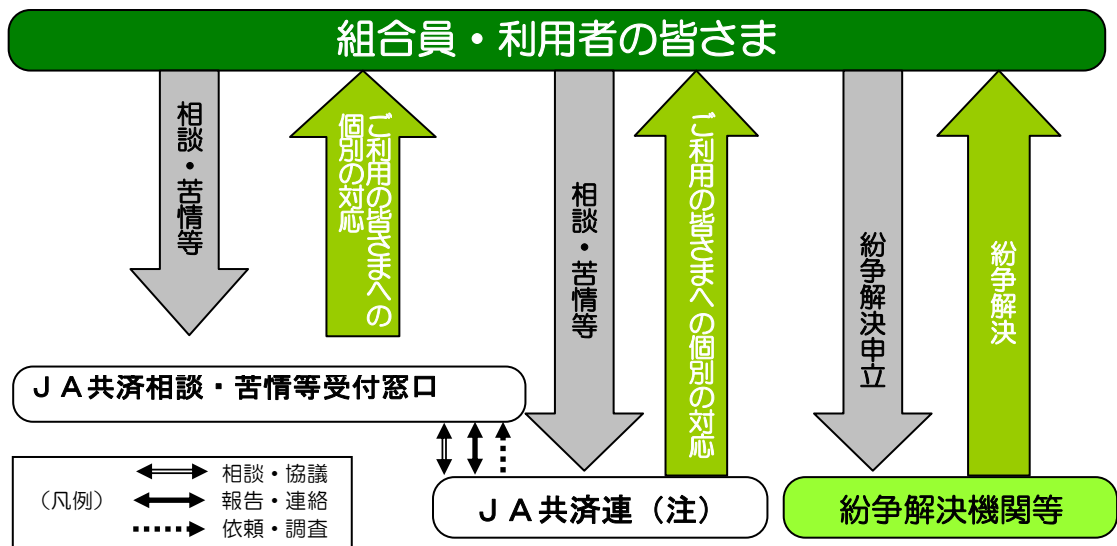 組合員・利用者の皆さま
相談・苦情等
ご利用の皆さまへの
個別の対応
相談・苦情等
ご利用の皆さまへの個別の対応
紛争解決申立
紛争解決
ＪＡ共済相談・苦情等受付窓口
（凡例）
相談・協議
報告・連絡
依頼・調査
ＪＡ共済連（注）
紛争解決機関等